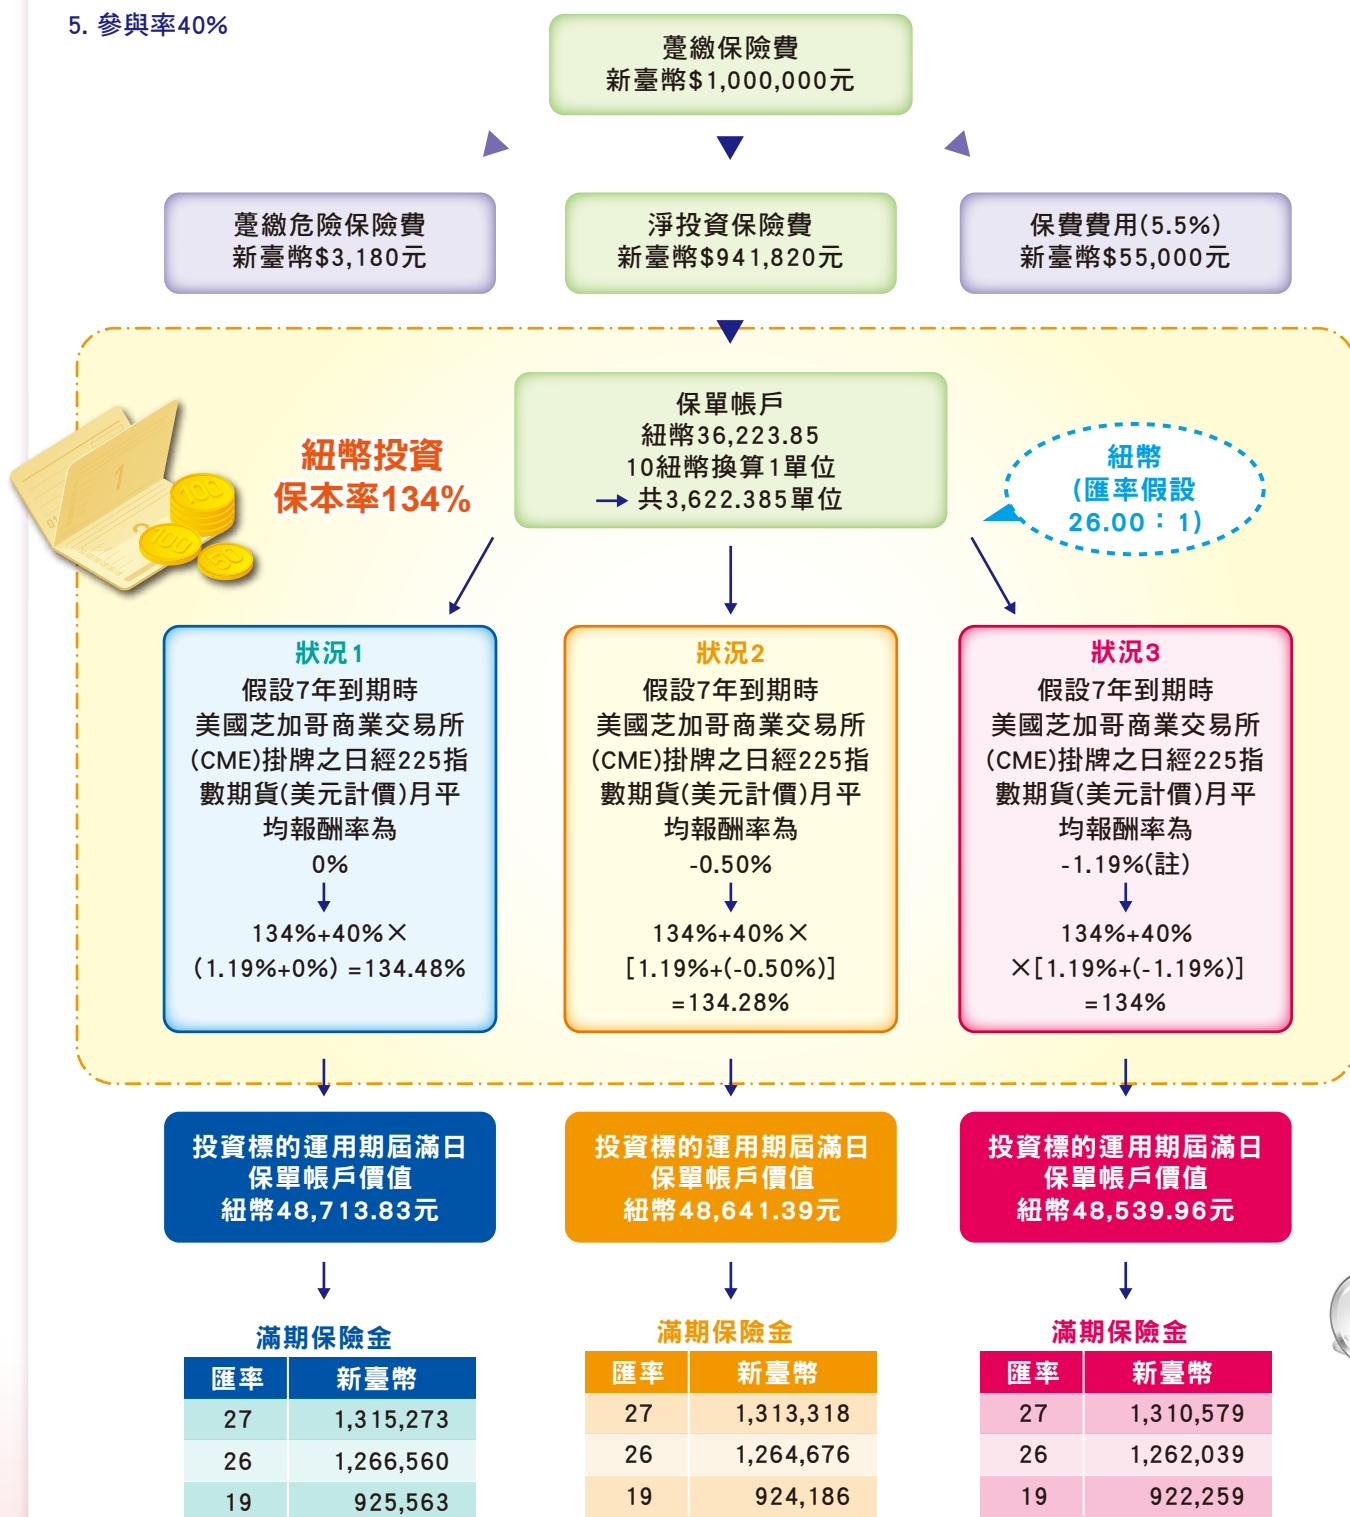 5. 參與率40%
躉繳保險費
新臺幣$1,000,000元
躉繳危險保險費
新臺幣$3,180元
淨投資保險費
新臺幣$941,820元
保費費用(5.5%)
新臺幣$55,000元
紐幣投資
保本率134%
保單帳戶
紐幣36,223.85
10紐幣換算1單位
→ 共3,622.385單位
紐幣
(匯率假設
26.00：1)
狀況1
假設7年到期時
美國芝加哥商業交易所
(CME)掛牌之日經225指
數期貨(美元計價)月平
均報酬率為
0%
134%+40%×
(1.19%+0%) =134.48%
狀況2
假設7年到期時
美國芝加哥商業交易所
(CME)掛牌之日經225指
數期貨(美元計價)月平
均報酬率為
-0.50%
134%+40%×
[1.19%+(-0.50%)]
=134.28%
狀況3
假設7年到期時
美國芝加哥商業交易所
(CME)掛牌之日經225指
數期貨(美元計價)月平
均報酬率為
-1.19%(註)
134%+40%
×[1.19%+(-1.19%)]
=134%
投資標的運用期屆滿日
保單帳戶價值
紐幣48,713.83元
投資標的運用期屆滿日
保單帳戶價值
紐幣48,641.39元
投資標的運用期屆滿日
保單帳戶價值
紐幣48,539.96元
滿期保險金
匯率 新臺幣
27 1,315,273
26 1,266,560
19 925,563
滿期保險金
匯率 新臺幣
27 1,313,318
26 1,264,676
19 924,186
滿期保險金
匯率 新臺幣
27 1,310,579
26 1,262,039
19 922,259
100
100
50
1